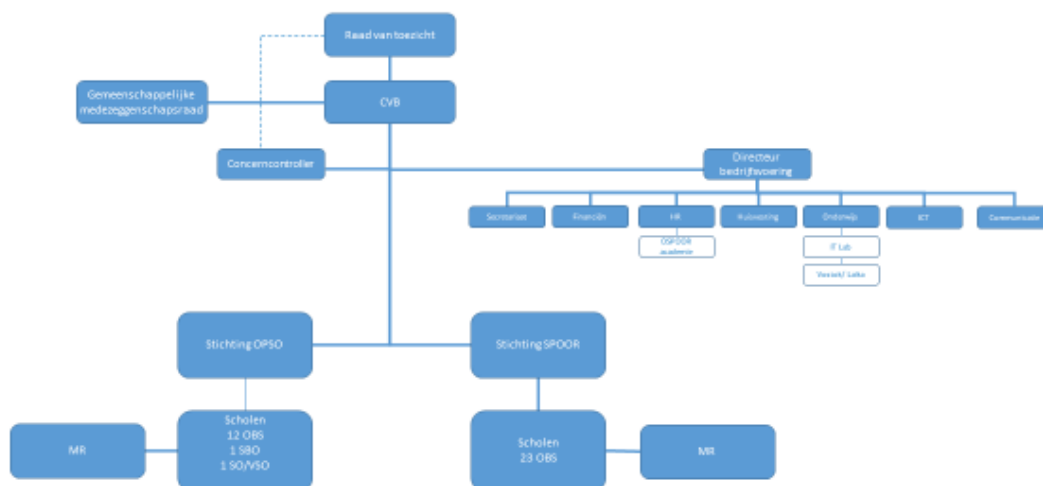 Raad van toezicht
Gemeenschappelijke
medezeggenschapsraad
CVB
Concerncontroller
Directeur
bedrijfsvoering
Secretariaat
Financiën
HR
Huisvesting
Onderwijs
ICT
Communicatie
OSPOOR
academie
IT Lab
Stichting OPSO
Stichting SPOOR
Scholen
12 OBS
1 SBO
1 SO/VSO
MR
Scholen
23 OBS
MR